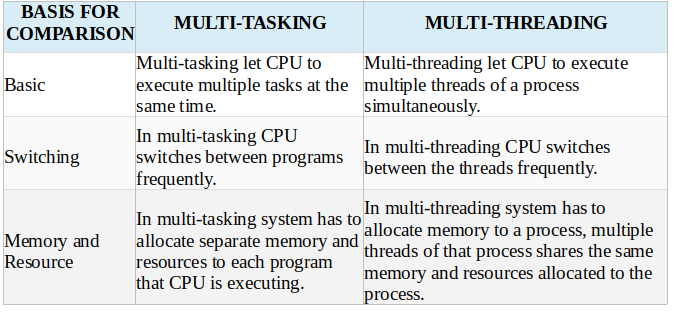 BASIS FOR
COMPARISON
MULTI-TASKING
MULTI-THREADING
Basic
Multi-tasking let CPU to
execute multiple tasks at the
same time.
Multi-threading let CPU to execute
multiple threads of a process
simultaneously.
Switching
In multi-tasking CPU
switches between programs
frequently.
In multi-threading CPU switches
between the threads frequently.
Memory and
Resource
In multi-tasking system has to
allocate separate memory and
resources to each program
that CPU is executing.
In multi-threading system has to
allocate memory to a process, multiple
threads of that process shares the same
memory and resources allocated to the
process.